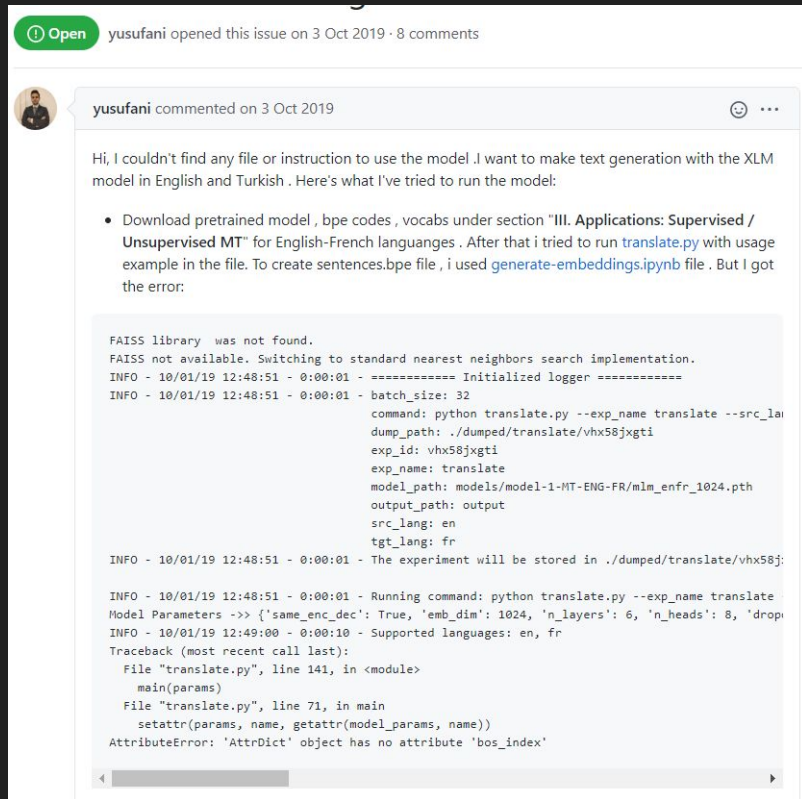 Open yusufani opened this issue on 3 Oct 2019 · 8 comments
yusufani commented on 3 Oct 2019
Hi, I couldn't find any file or instruction to use the model .I want to make text generation with the XLM
model in English and Turkish . Here's what I've tried to run the model:
• Download pretrained model , bpe codes , vocabs under section "III. Applications: Supervised /
Unsupervised MT" for English-French languanges . After that i tried to run translate.py with usage
example in the file. To create sentences.bpe file , i used generate-embeddings.ipynb file . But I got
the error:
FAISS library  was not found.
FAISS not available. Switching to standard nearest neighbors search implementation.
INFO - 10/01/19 12:48:51 - 0:00:01 - ============ Initialized logger ============
INFO - 10/01/19 12:48:51 - 0:00:01 - batch_size: 32
command: python translate.py --exp_name translate --src_lan
dump_path: ./dumped/translate/vhx58jxgti
exp_id: vhx58jxgti
exp_name: translate
model_path: models/model-1-MT-ENG-FR/mlm_enfr_1024.pth
output_path: output
src_lang: en
tgt_lang: fr
INFO - 10/01/19 12:48:51 - 0:00:01 - The experiment will be stored in ./dumped/translate/vhx58j
INFO - 10/01/19 12:48:51 - 0:00:01 - Running command: python translate.py --exp_name translate
Model Parameters ->> {'same_enc_dec': True, 'emb_dim': 1024, 'n_layers': 6, 'n_heads': 8, 'drop
INFO - 10/01/19 12:49:00 - 0:00:10 - Supported languages: en, fr
Traceback (most recent call last):
File "translate.py", line 141, in <module>
main(params)
File "translate.py", line 71, in main
setattr(params, name, getattr(model_params, name))
AttributeError: 'AttrDict' object has no attribute 'bos_index'